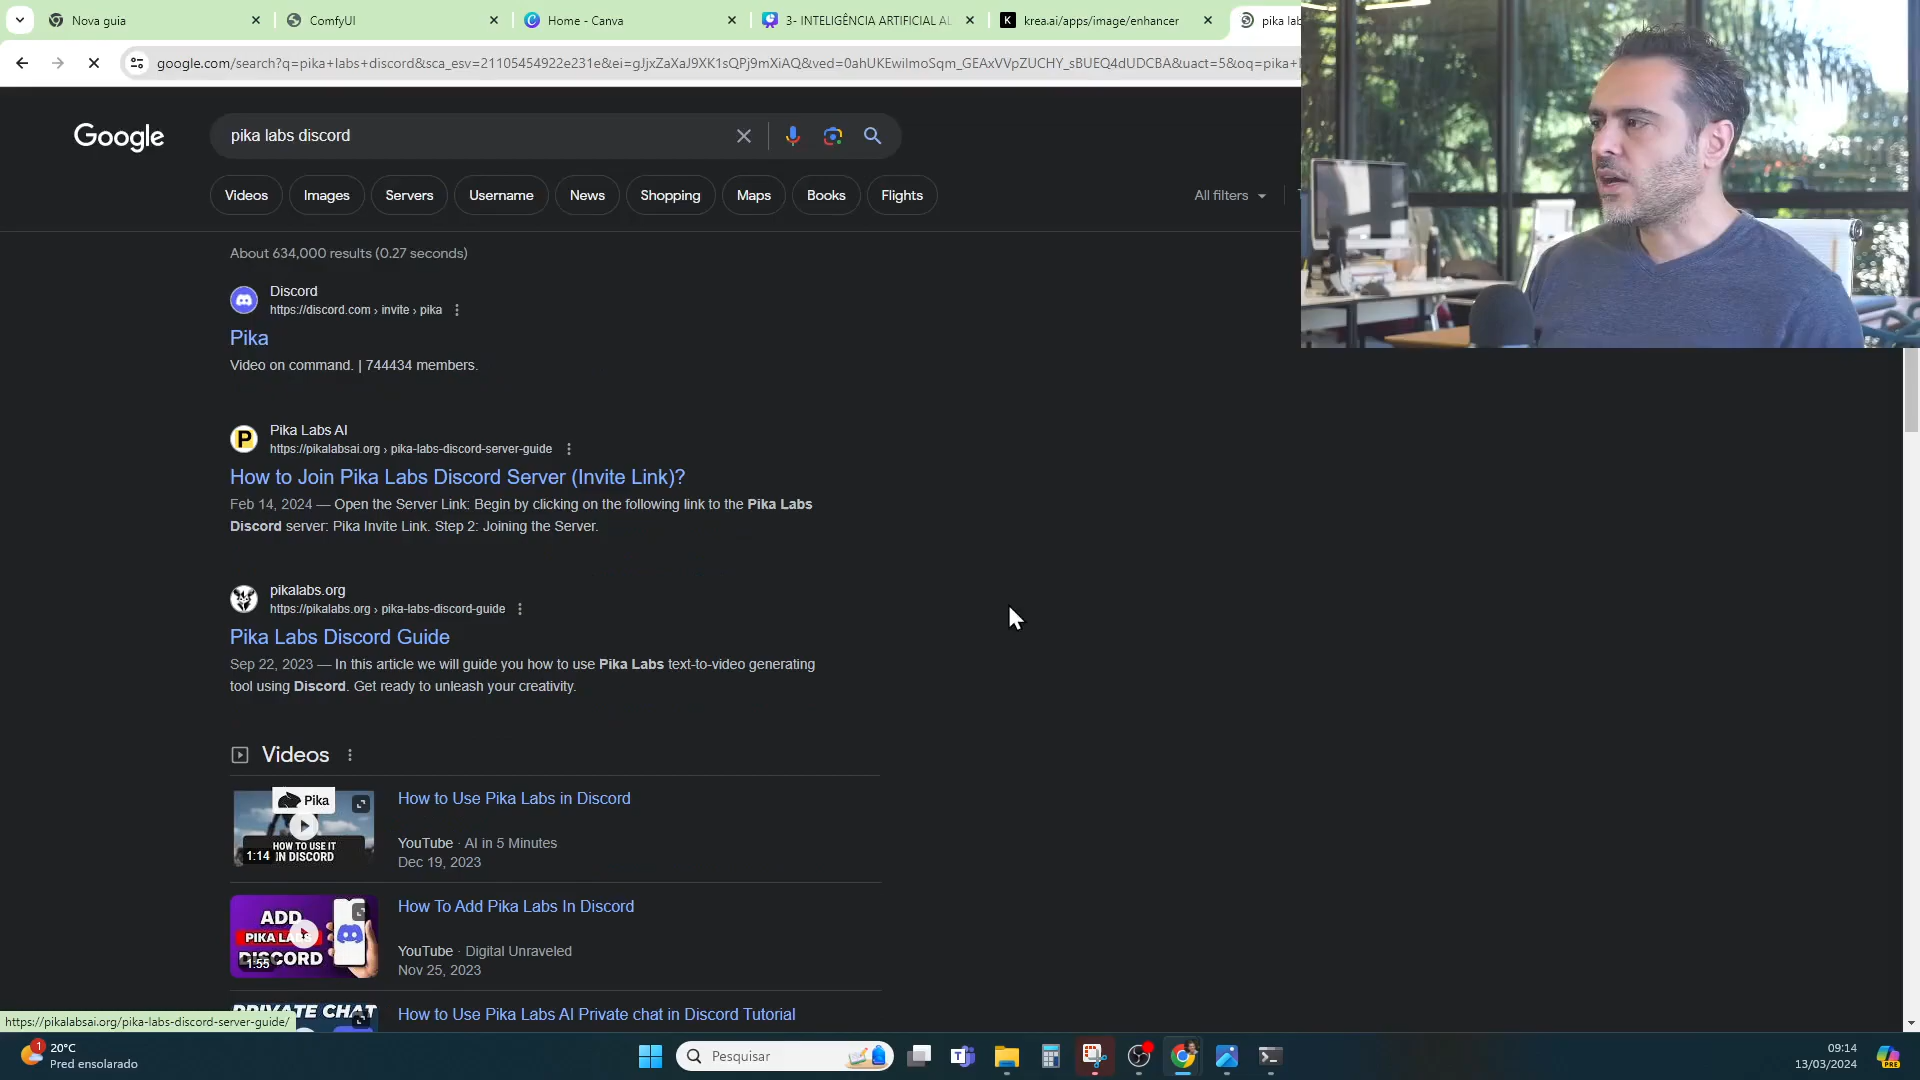 Nova guia
ComfyUI
Home - Canva
3- INTELIGÊNCIA ARTIFICIAL AL
krea.ai/apps/image/enhancer
pika lab
google.com/search?q=pika+labs+discord&sca_esv=21105454922e231e&ei=gJjxZaXaJ9XK1sQPj9mXiAQ&ved=0ahUKEwilmoSqm_GEAxVVpZUCHY_sBUEQ4dUDCBA&uact=5&oq=pika+
Google
pika labs discord
Videos
Images
Servers
Username
News
Shopping
Maps
Books
Flights
All filters
About 634,000 results (0.27 seconds)
Discord
https://discord.com › invite › pika
Pika
Video on command. | 744434 members.
Pika Labs AI
https://pikalabsai.org › pika-labs-discord-server-guide
How to Join Pika Labs Discord Server (Invite Link)?
Feb 14, 2024 — Open the Server Link: Begin by clicking on the following link to the Pika Labs
Discord server: Pika Invite Link. Step 2: Joining the Server.
pikalabs.org
https://pikalabs.org › pika-labs-discord-guide
Pika Labs Discord Guide
Sep 22, 2023 — In this article we will guide you how to use Pika Labs text-to-video generating
tool using Discord. Get ready to unleash your creativity.
Videos
Pika
HOW TO USE IT
1:14 IN DISCORD
How to Use Pika Labs in Discord
YouTube · AI in 5 Minutes
Dec 19, 2023
ADD
PIKA LABS
DISCORD
1:55
How To Add Pika Labs In Discord
YouTube · Digital Unraveled
Nov 25, 2023
PRIVATE CHAT
How to Use Pika Labs AI Private chat in Discord Tutorial
https://pikalabsai.org/pika-labs-discord-server-guide/
1
20°C
Pred ensolarado
Pesquisar
09:14
13/03/2024
PRE